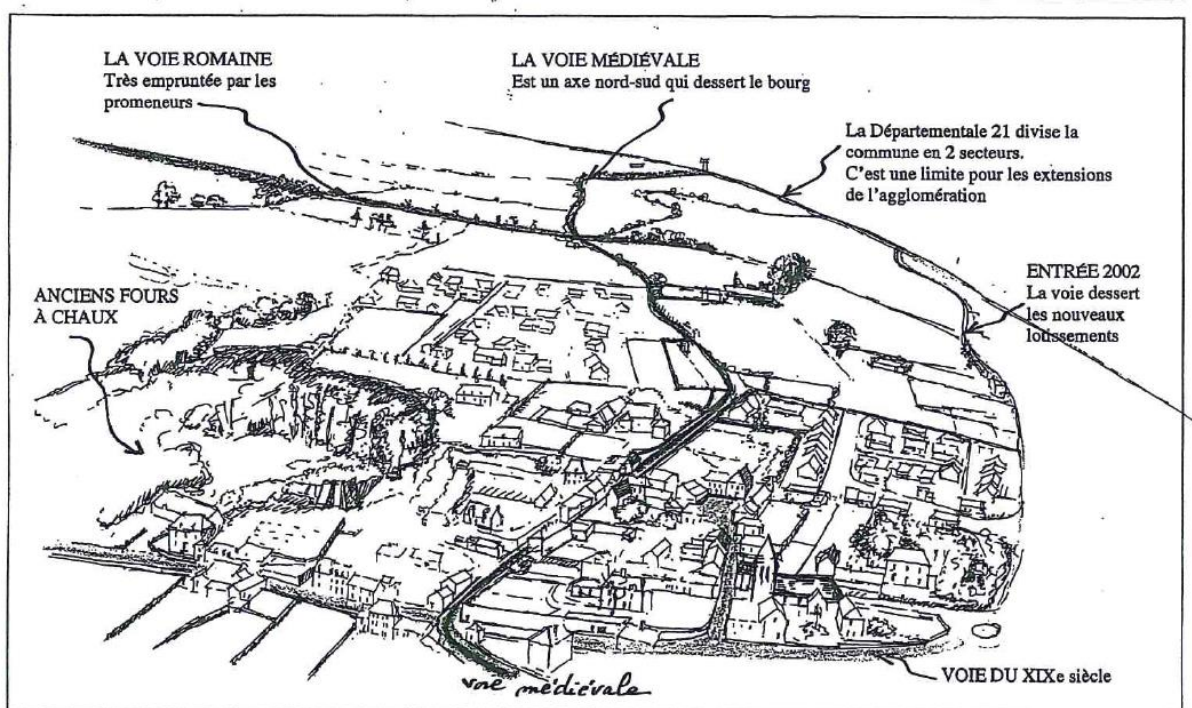 LA VOIE ROMAINE
Très empruntée par les
promeneurs
LA VOIE MÉDIÉVALE
Est un axe nord-sud qui dessert le bourg
La Départementale 21 divise la
commune en 2 secteurs.
C'est une limite pour les extensions
de l'agglomération
ENTRÉE 2002
La voie dessert
les nouveaux
lotissements
ANCIENS FOURS
À CHAUX
VOIE DU XIXe siècle
voie médiévale